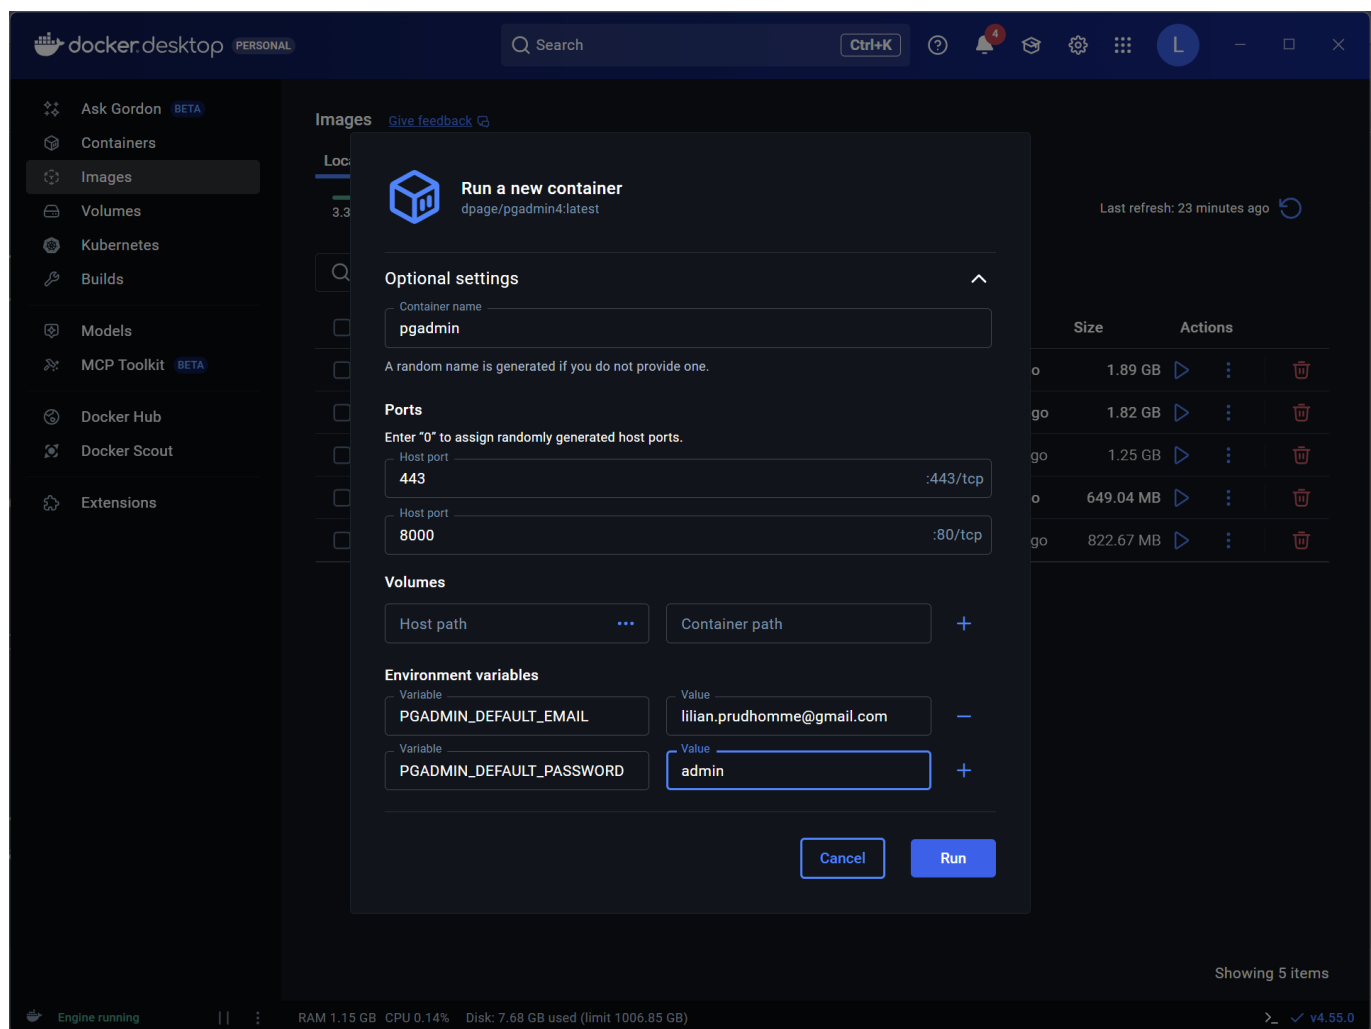 docker.desktop PERSONAL
Search Ctrl+K
4
L
Ask Gordon BETA
Containers
Images
Volumes
Kubernetes
Builds
Models
MCP Toolkit BETA
Docker Hub
Docker Scout
Extensions
Images Give feedback
Loca
3.3
Last refresh: 23 minutes ago
Run a new container
dpage/pgadmin4:latest
Optional settings
Container name
pgadmin
A random name is generated if you do not provide one.
Ports
Enter "0" to assign randomly generated host ports.
Host port
443 :443/tcp
Host port
8000 :80/tcp
Volumes
Host path Container path
Environment variables
Variable Value
PGADMIN_DEFAULT_EMAIL lilian.prudhomme@gmail.com
Variable Value
PGADMIN_DEFAULT_PASSWORD admin
Cancel Run
Size Actions
o 1.89 GB
go 1.82 GB
go 1.25 GB
o 649.04 MB
go 822.67 MB
Showing 5 items
Engine running RAM 1.15 GB CPU 0.14% Disk: 7.68 GB used (limit 1006.85 GB) v4.55.0